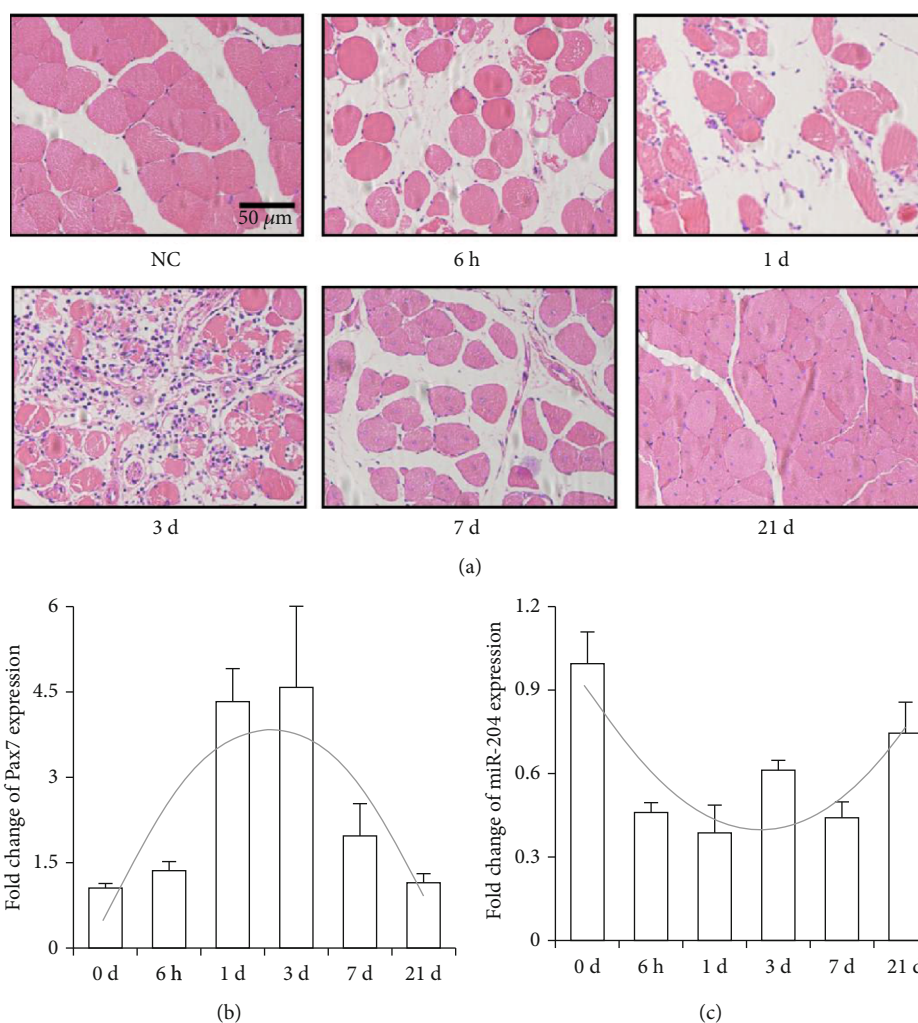 50 μm
NC
6 h
1 d
3 d
7 d
21 d
(a)
Fold change of Pax7 expression
6
4.5
3
1.5
0
0 d 6 h 1 d 3 d 7 d 21 d
(b)
Fold change of miR-204 expression
1.2
0.9
0.6
0.3
0
0 d 6 h 1 d 3 d 7 d 21 d
(c)